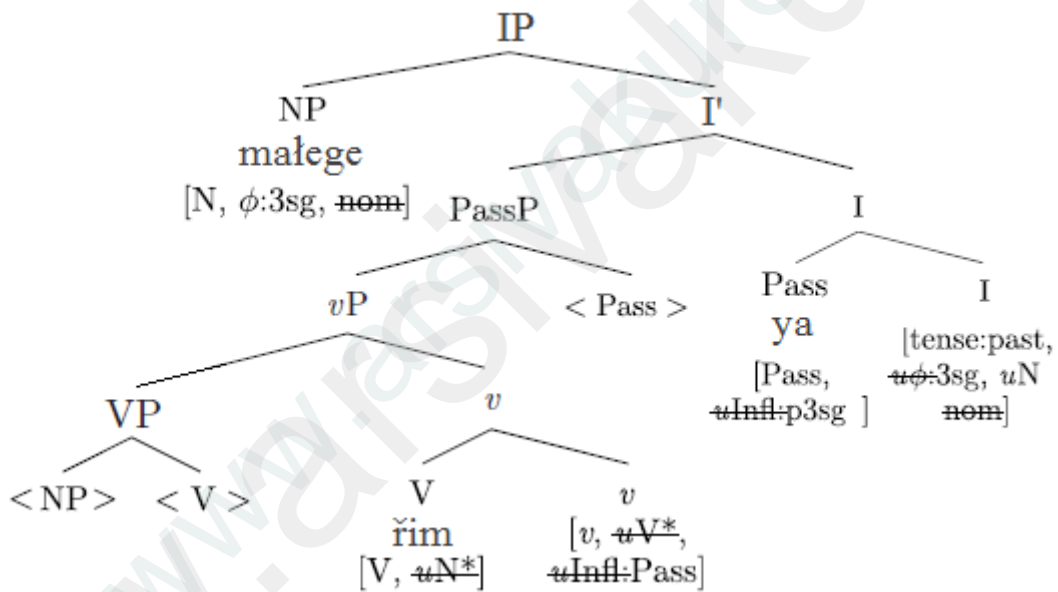 IP
NP
I'
małege
[N, ϕ:3sg, nom]
PassP
I
vP
< Pass >
Pass
I
ya
[Pass,
uInfl:p3sg ]
[tense:past,
uϕ:3sg, uN
nom]
VP
v
< NP >
< V >
V
v
řim
[v, uV*,
[V, uN*]
uInfl:Pass]